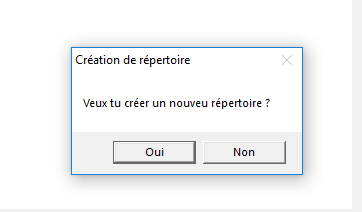 Création de répertoire
Veux tu créer un nouveu répertoire ?
Oui
Non